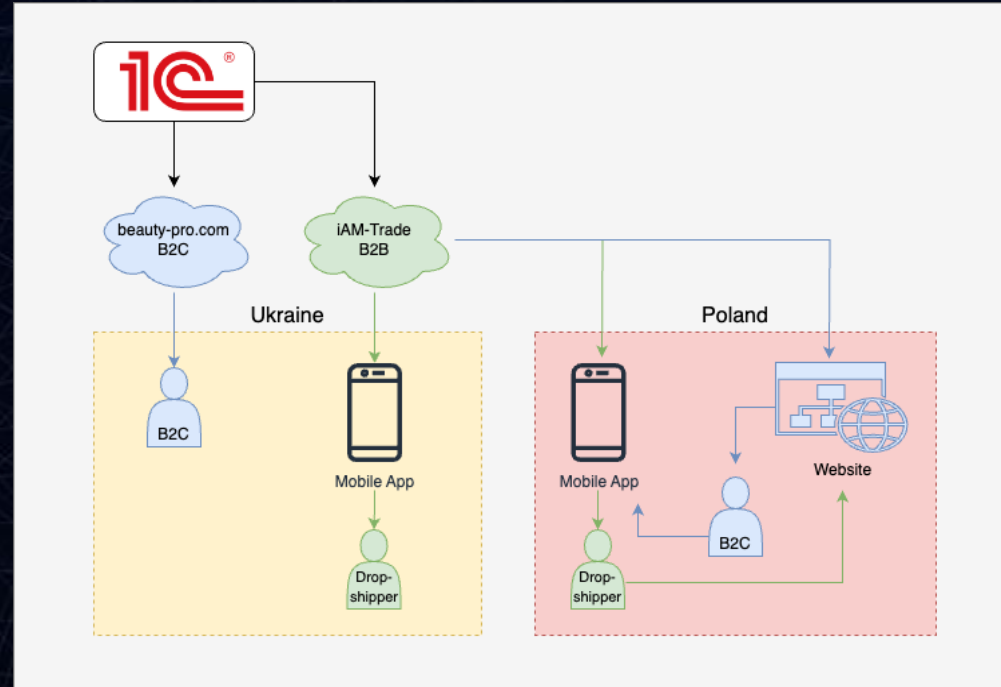 1C®
beauty-pro.com
B2C
iAM-Trade
B2B
Ukraine
Poland
B2C
Mobile App
Mobile App
Website
B2C
Drop-
shipper
Drop-
shipper